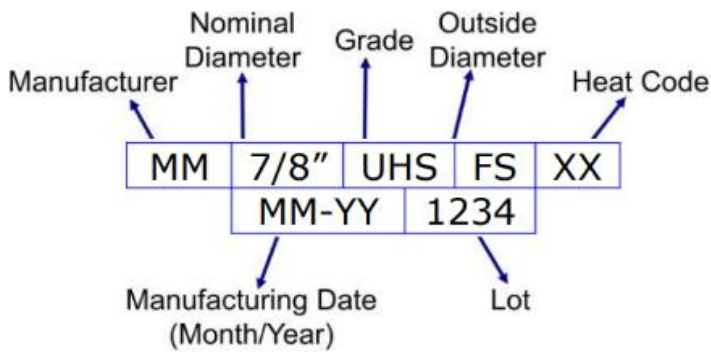 Nominal
Diameter
Grade
Outside
Diameter
Manufacturer
Heat Code
MM 7/8″ UHS FS XX
MM-YY 1234
Manufacturing Date
(Month/Year)
Lot